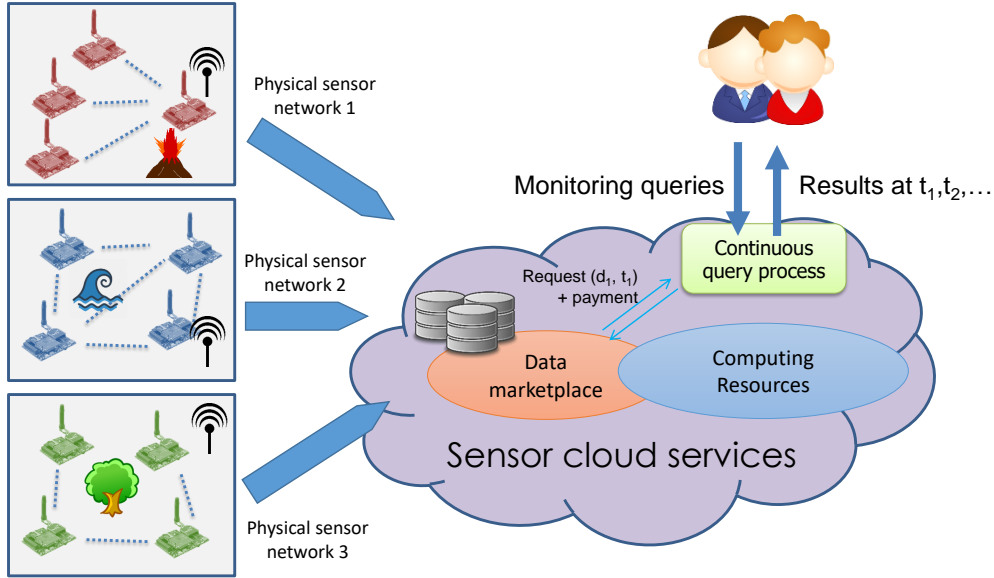 Physical sensor
network 1
Monitoring queries
Results at t₁,t₂,…
Physical sensor
network 2
Request (d₁, t₁)
+ payment
Continuous
query process
Data
marketplace
Computing
Resources
Sensor cloud services
Physical sensor
network 3